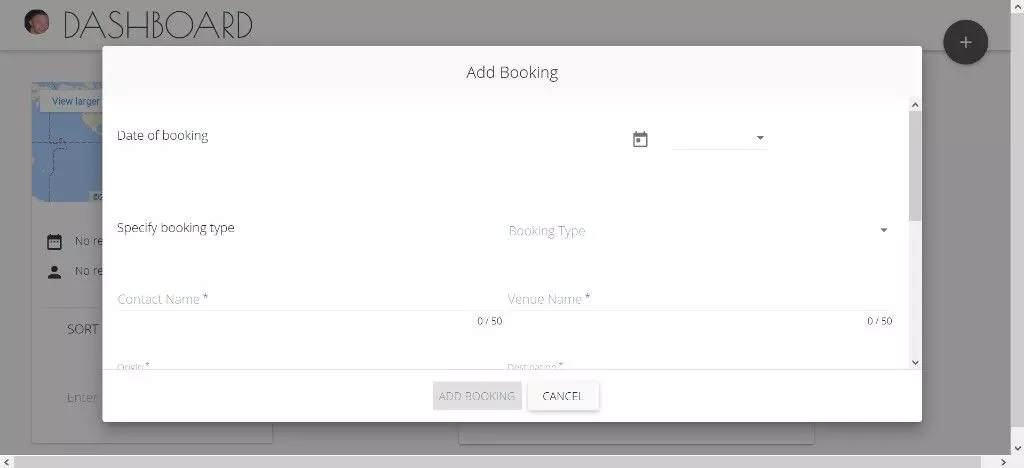 DASHBOARD
+
Add Booking
View larger
Date of booking
Specify booking type
Booking Type
No re
No re
Contact Name *
Venue Name *
0 / 50
0 / 50
SORT
Origin *
Destination *
Enter
ADD BOOKING
CANCEL